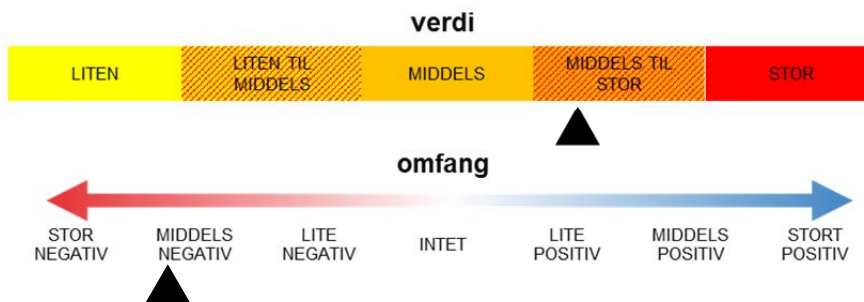 verdi
LITEN
LITEN TIL
MIDDELS
MIDDELS
MIDDELS TIL
STOR
STOR
omfang
STOR
NEGATIV
MIDDELS
NEGATIV
LITE
NEGATIV
INTET
LITE
POSITIV
MIDDELS
POSITIV
STORT
POSITIV